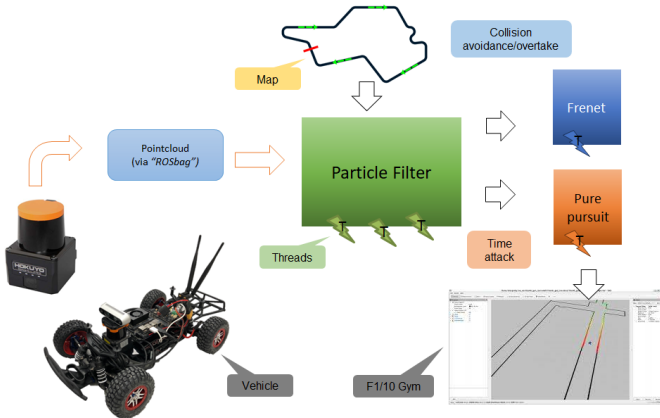 Collision
avoidance/overtake
Map
Frenet
T
Pointcloud
(via "ROSbag")
Particle Filter
Pure
pursuit
T
T
T
T
Threads
Time
attack
HOKUYO
Vehicle
F1/10 Gym